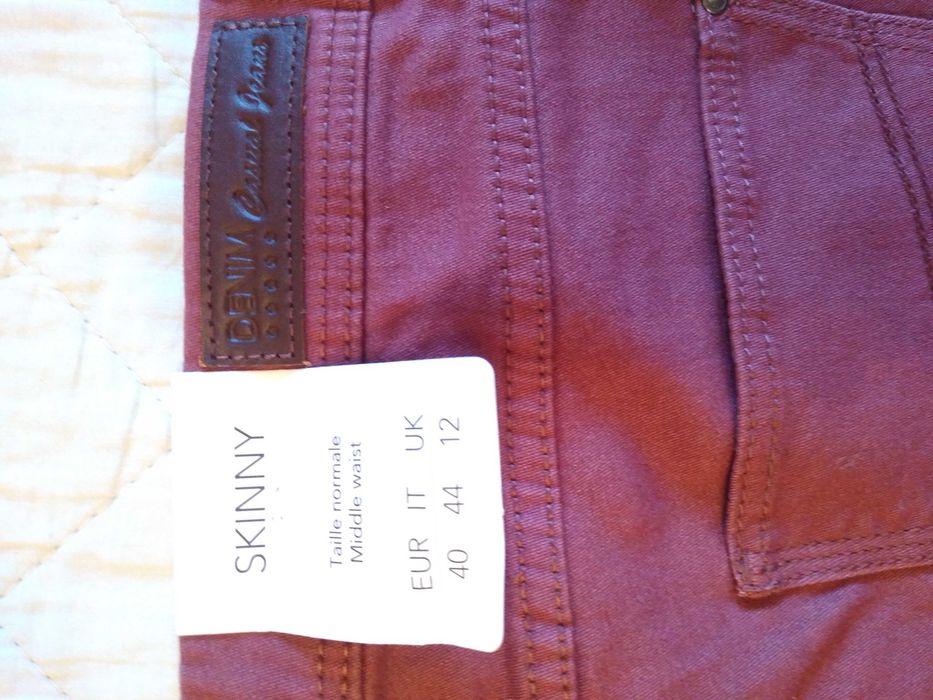 DENIM Casual Jeans
SKINNY
Taille normale
Middle waist
EUR IT UK
40 44 12